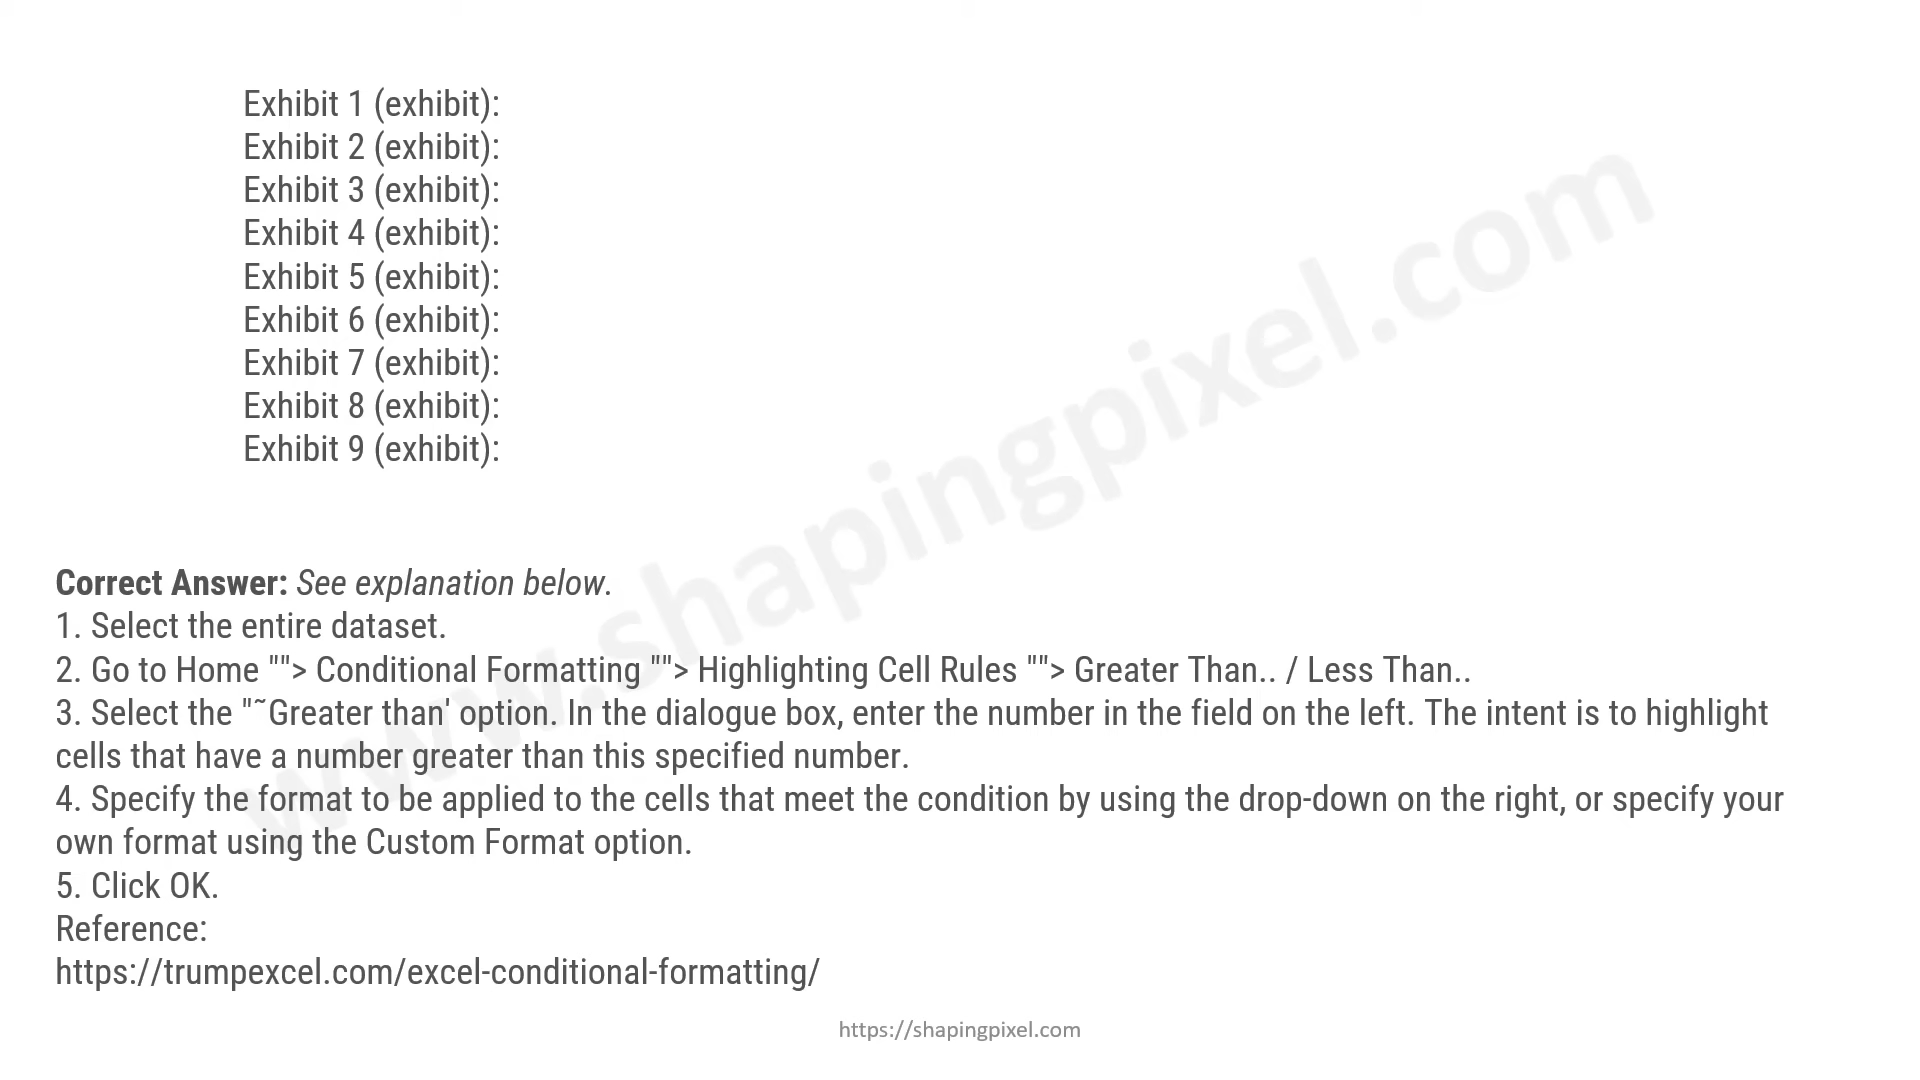 Exhibit 1 (exhibit):
Exhibit 2 (exhibit):
Exhibit 3 (exhibit):
Exhibit 4 (exhibit):
Exhibit 5 (exhibit):
Exhibit 6 (exhibit):
Exhibit 7 (exhibit):
Exhibit 8 (exhibit):
Exhibit 9 (exhibit):
www.shapingpixel.com
Correct Answer: See explanation below.
1. Select the entire dataset.
2. Go to Home ""> Conditional Formatting ""> Highlighting Cell Rules ""> Greater Than.. / Less Than..
3. Select the "˜Greater than' option. In the dialogue box, enter the number in the field on the left. The intent is to highlight
cells that have a number greater than this specified number.
4. Specify the format to be applied to the cells that meet the condition by using the drop-down on the right, or specify your
own format using the Custom Format option.
5. Click OK.
Reference:
https://trumpexcel.com/excel-conditional-formatting/
https://shapingpixel.com